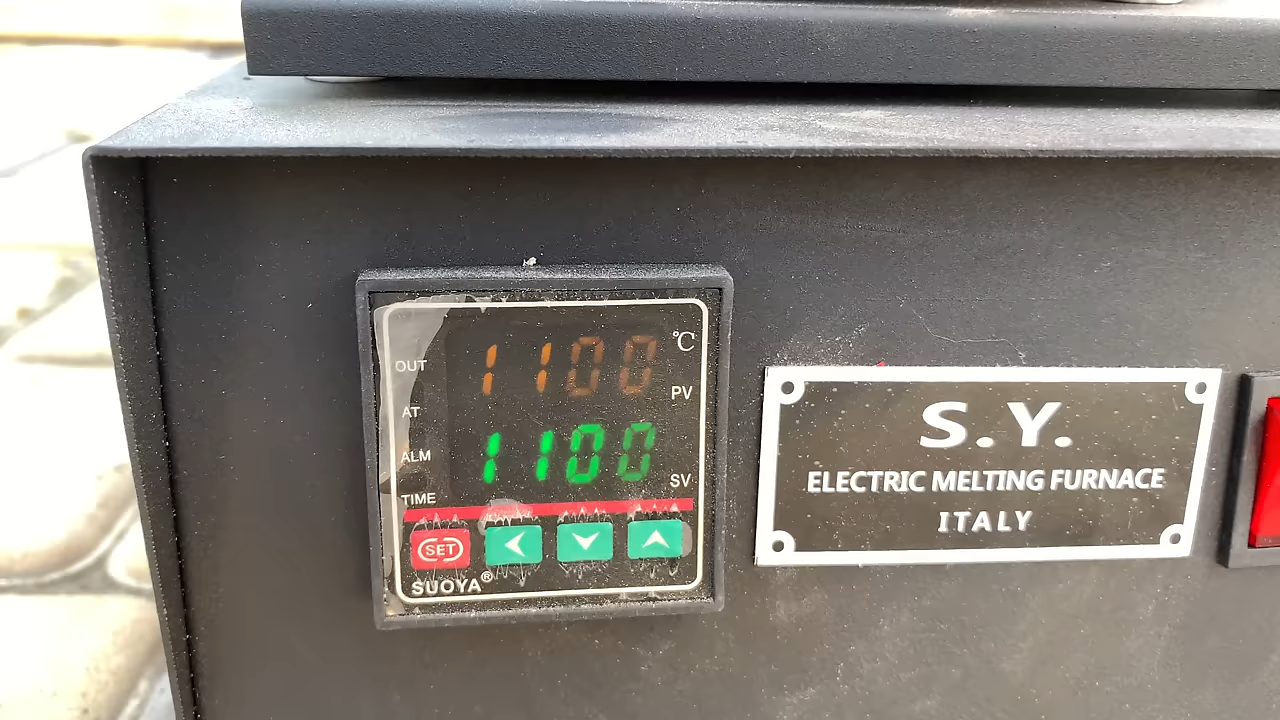 1100 °C
OUT
PV
AT
ALM
1100
SV
TIME
SET
SUOYA®
S.Y.
ELECTRIC MELTING FURNACE
ITALY